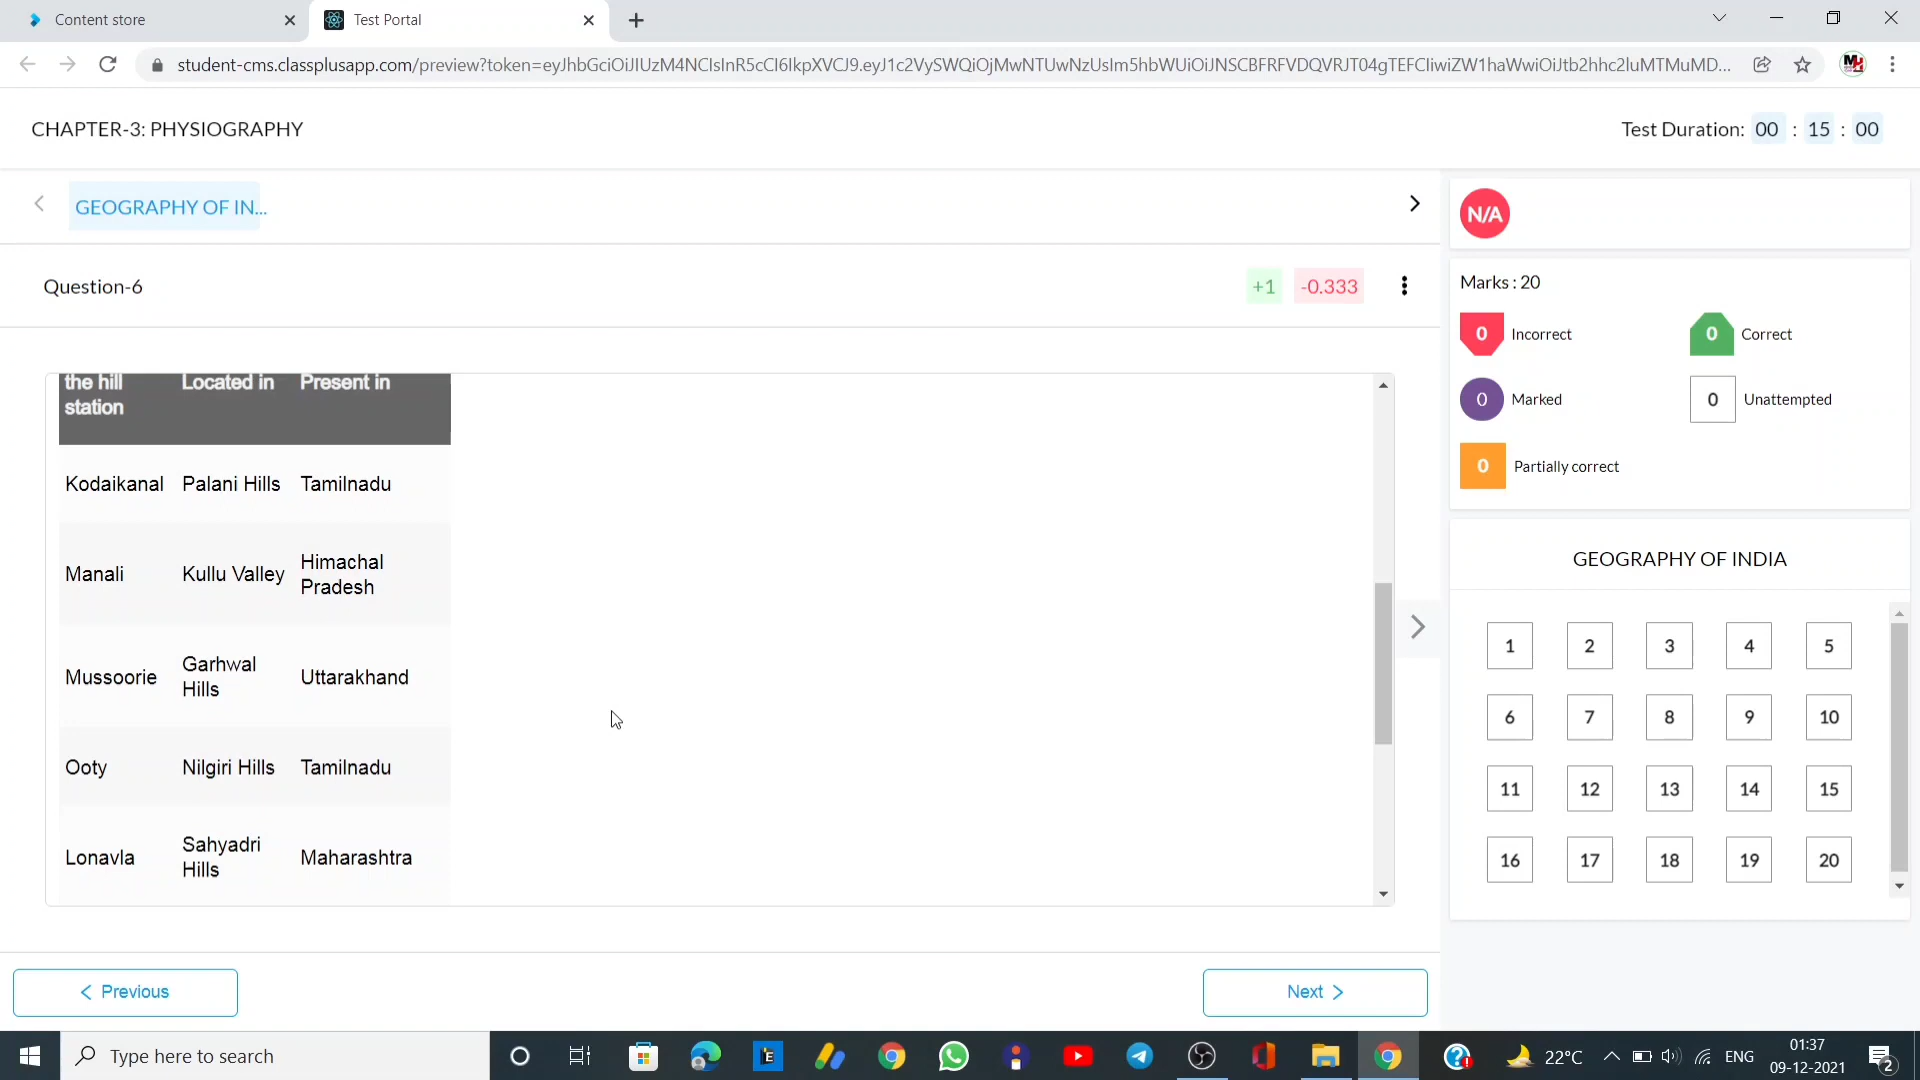 Content store
Test Portal
student-cms.classplusapp.com/preview?token=eyJhbGciOiJIUzM4NCIsInR5cCI6IkpXVCJ9.eyJ1c2VySWQiOjMwNTUwNzUsIm5hbWUiOiJNSCBFRFVDQVRJT04gTEFCIiwiZW1haWwiOiJtb2hhc2luMTMuMD...
CHAPTER-3: PHYSIOGRAPHY
Test Duration: 00 : 15 : 00
GEOGRAPHY OF IN...
N/A
Question-6
+1 -0.333
Marks : 20
0 Incorrect
0 Correct
0 Marked
0 Unattempted
0 Partially correct
the hill station Located in Present in
Kodaikanal Palani Hills Tamilnadu
Manali Kullu Valley Himachal Pradesh
Mussoorie Garhwal Hills Uttarakhand
Ooty Nilgiri Hills Tamilnadu
Lonavla Sahyadri Hills Maharashtra
GEOGRAPHY OF INDIA
1 2 3 4 5
6 7 8 9 10
11 12 13 14 15
16 17 18 19 20
Previous
Next
Type here to search
22°C
ENG
01:37
09-12-2021
2